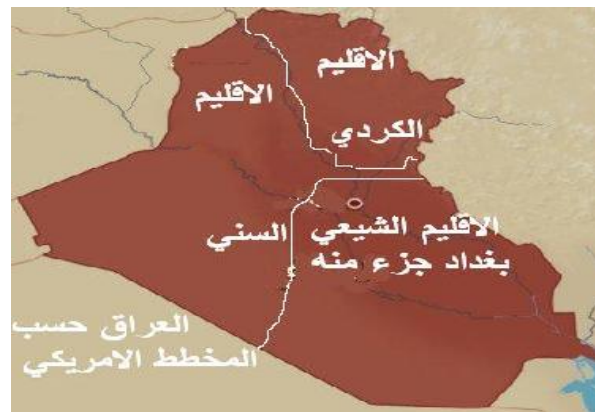 الاقليم
الكردي
الاقليم
السني
الاقليم الشيعي
بغداد جزء منه
العراق حسب
المخطط الامريكي